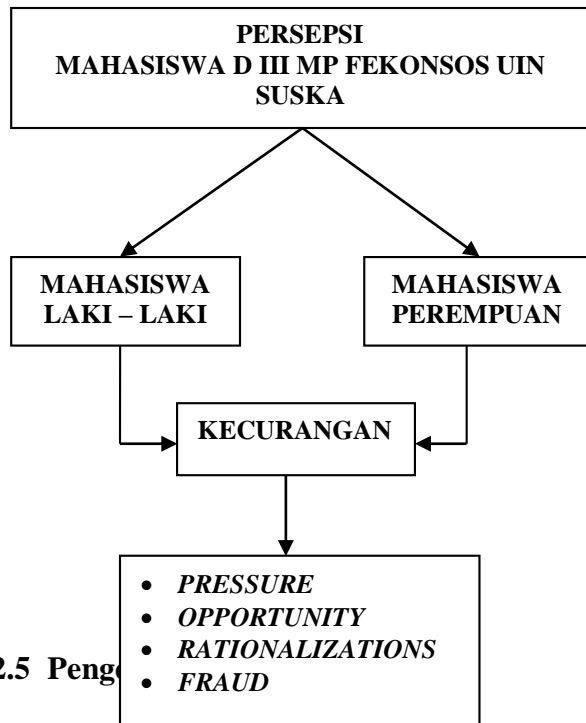 PERSEPSI
MAHASISWA D III MP FEKONSOS UIN
SUSKA
MAHASISWA
LAKI – LAKI
MAHASISWA
PEREMPUAN
KECURANGAN
• PRESSURE
• OPPORTUNITY
• RATIONALIZATIONS
• FRAUD
2.5